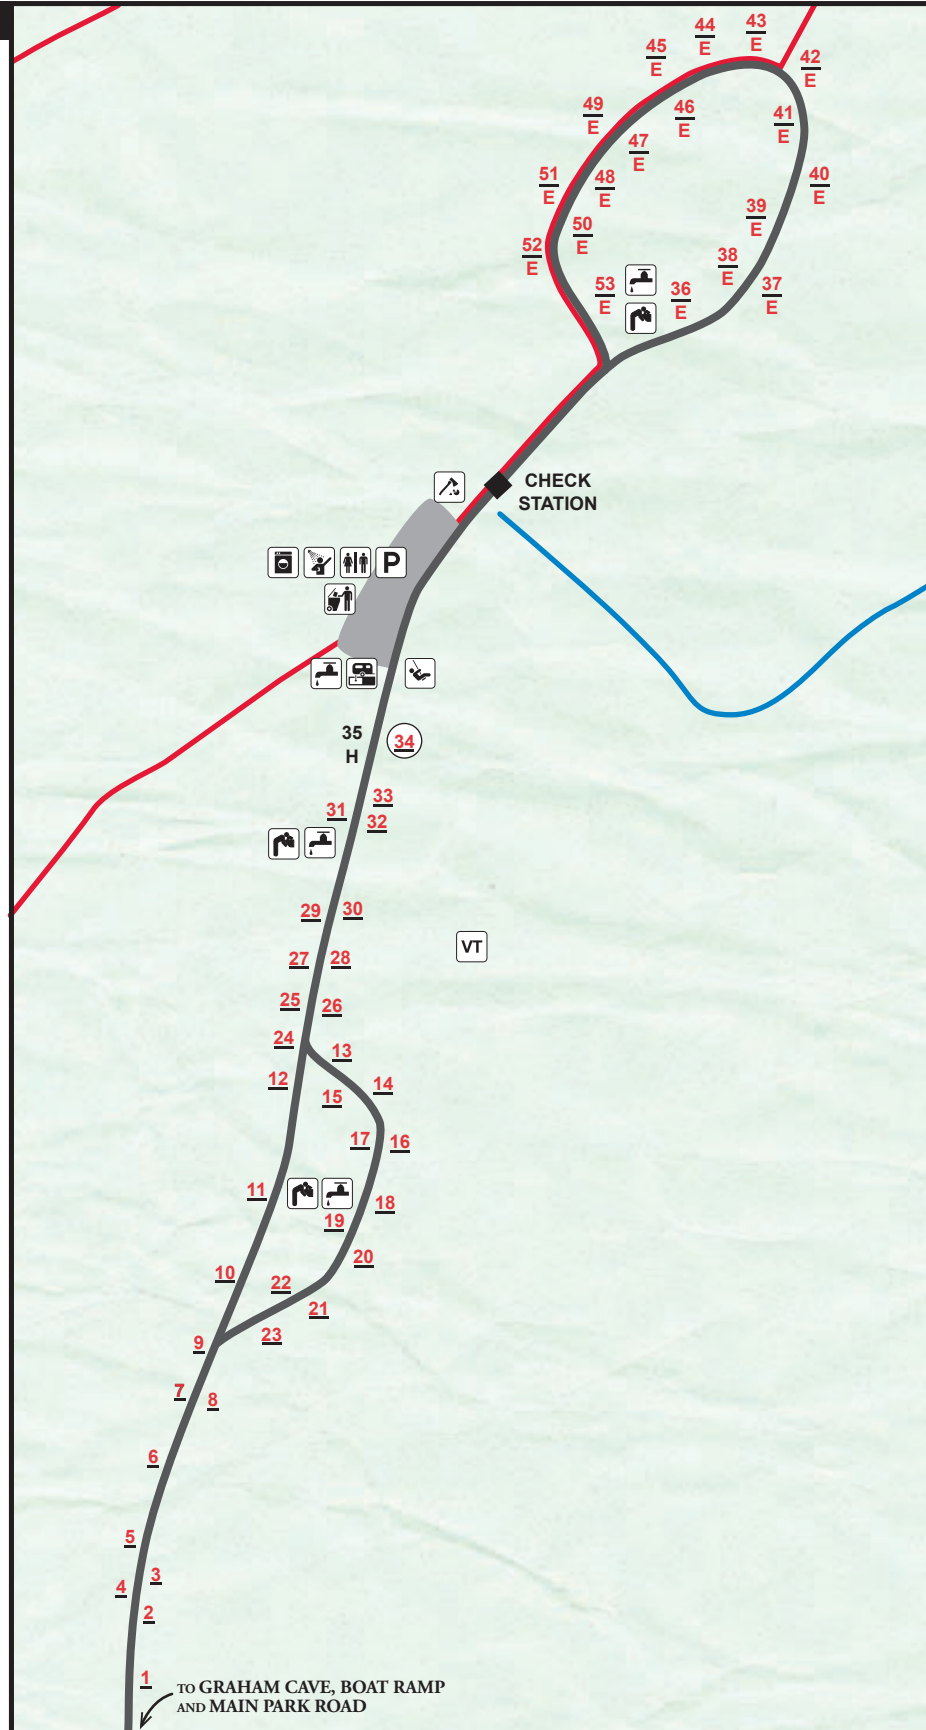 44
E
43
E
45
E
42
E
49
E
46
E
41
E
47
E
51
E
48
E
40
E
39
E
50
E
52
E
38
E
53
E
36
E
37
E
CHECK
STATION
P
35
H
34
33
31
32
29
30
VT
27
28
25
26
24
13
12
14
15
17
16
11
18
19
20
10
22
21
23
9
7
8
6
5
3
4
2
1
TO GRAHAM CAVE, BOAT RAMP
AND MAIN PARK ROAD